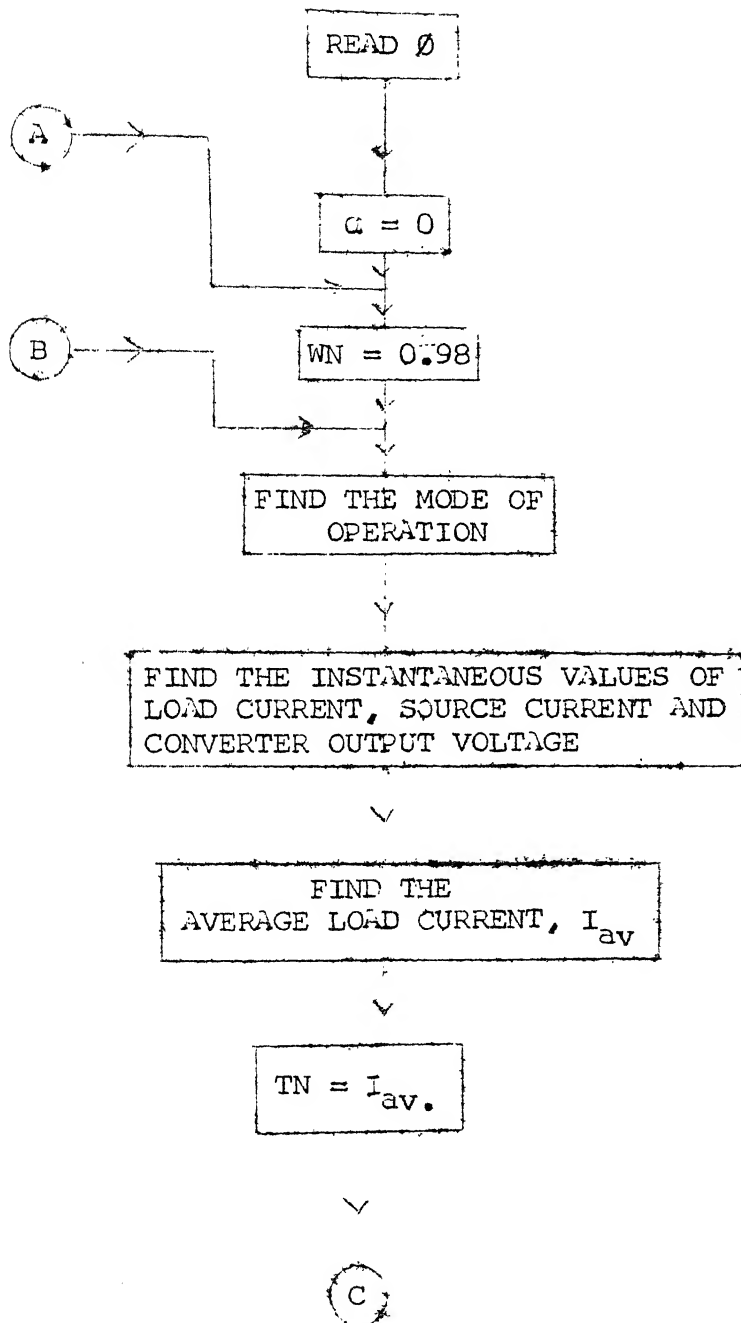 READ Ø
A
α = 0
B
WN = 0.98
FIND THE MODE OF
OPERATION
FIND THE INSTANTANEOUS VALUES OF
LOAD CURRENT, SOURCE CURRENT AND
CONVERTER OUTPUT VOLTAGE
FIND THE
AVERAGE LOAD CURRENT, Iav
TN = Iav.
C